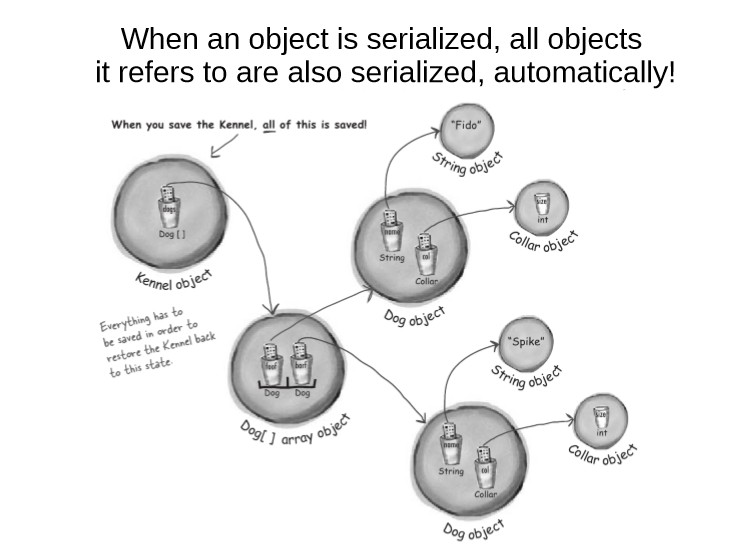 When an object is serialized, all objects
it refers to are also serialized, automatically!
When you save the Kennel, all of this is saved!
"Fido"
String object
dogs
Dog [ ]
Kennel object
size
int
Collar object
name
String
col
Collar
Dog object
Everything has to
be saved in order to
restore the Kennel back
to this state.
Dog
Dog
Dog[ ] array object
"Spike"
String object
size
int
Collar object
name
String
col
Collar
Dog object